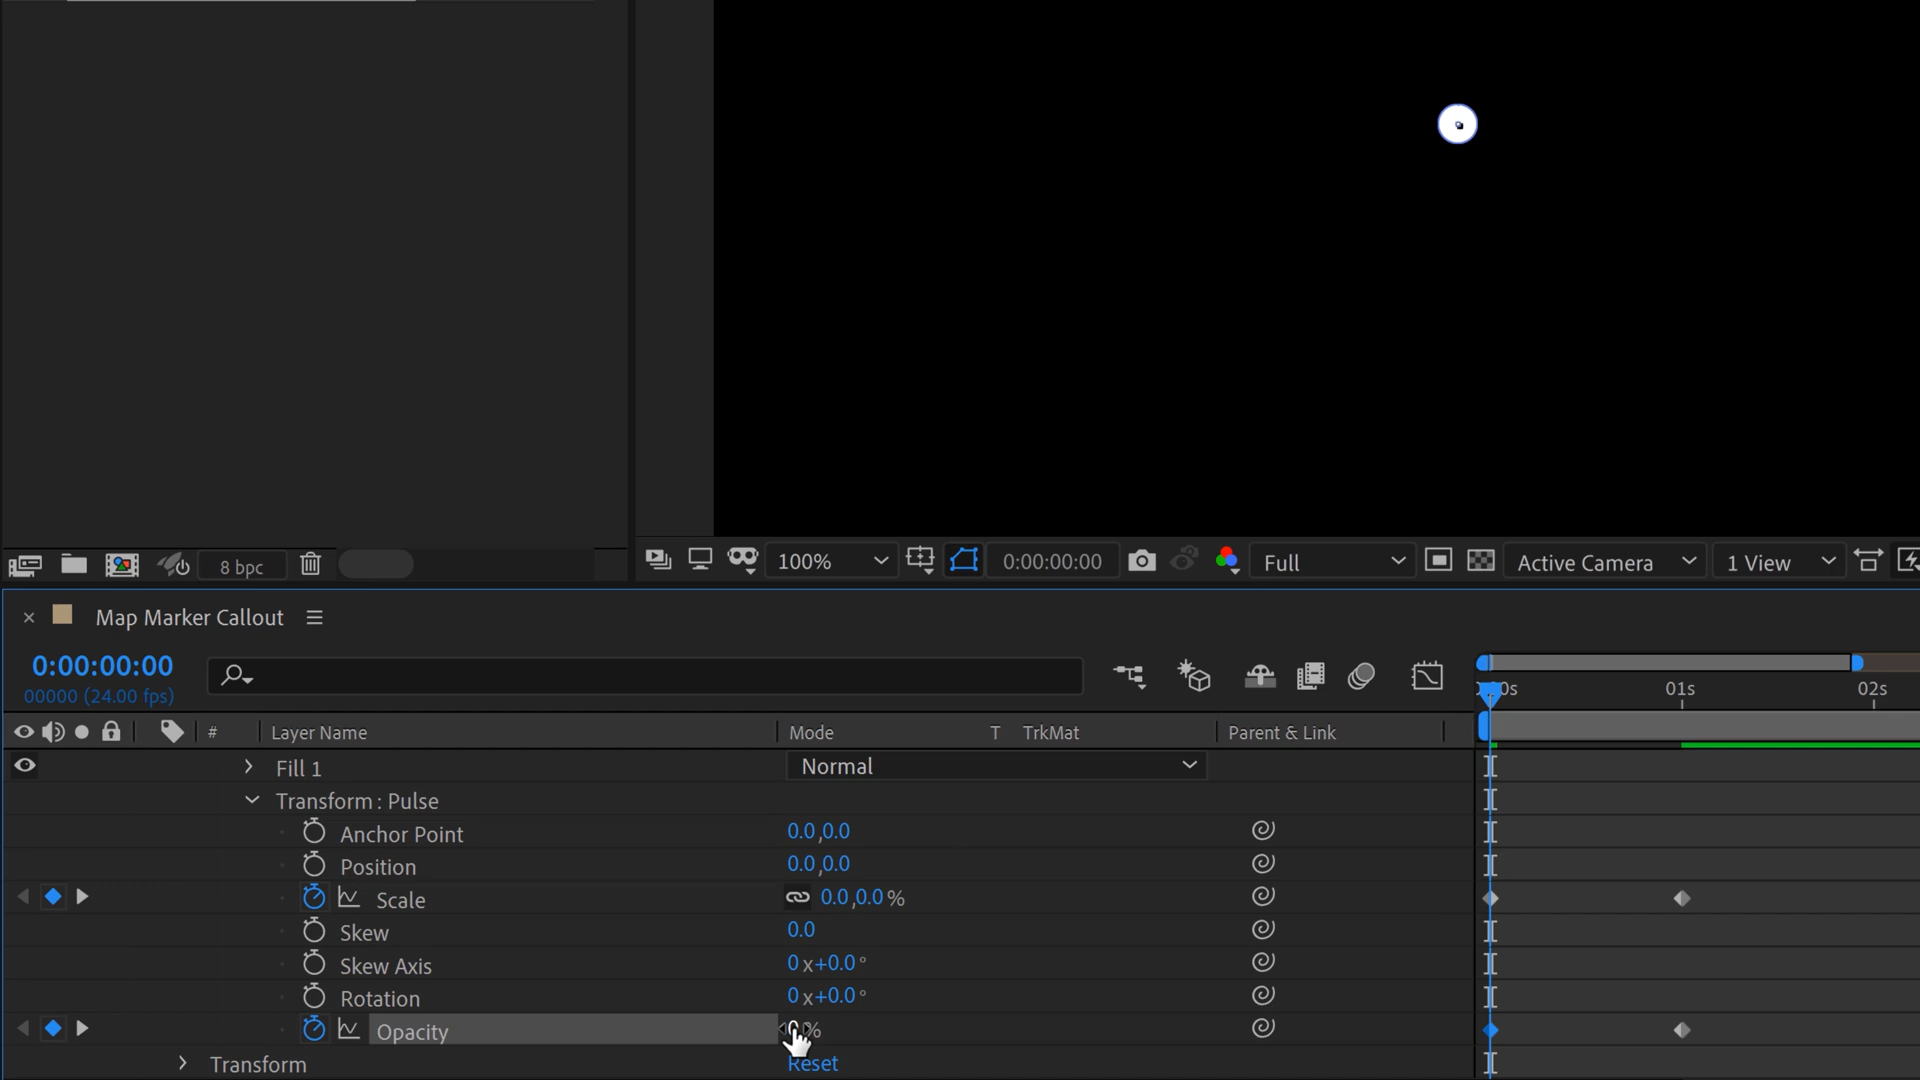 8 bpc
100%
0:00:00:00
Full
Active Camera
1 View
Map Marker Callout
0:00:00:00
00000 (24.00 fps)
01s
02s
#
Layer Name
Mode
T
TrkMat
Parent & Link
Fill 1
Normal
Transform : Pulse
Anchor Point
0.0,0.0
Position
0.0,0.0
Scale
0.0,0.0 %
Skew
0.0
Skew Axis
0 x+0.0 °
Rotation
0 x+0.0 °
Opacity
%
Transform
Reset